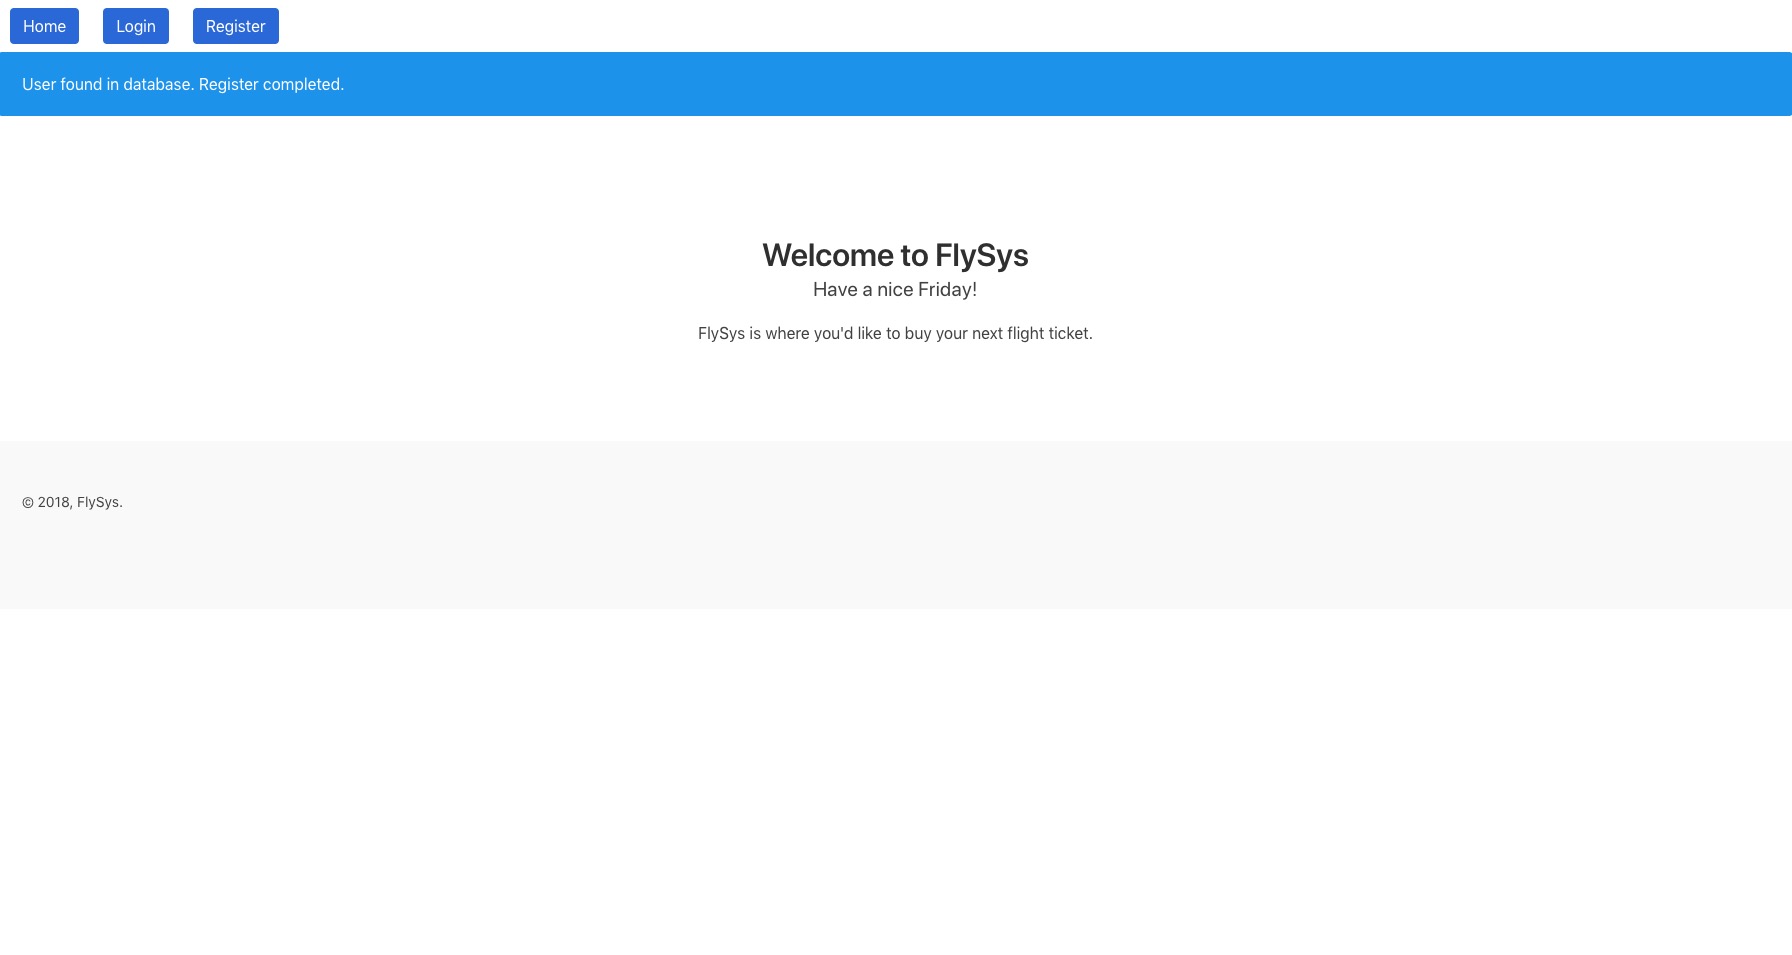 Home Login Register
User found in database. Register completed.
Welcome to FlySys
Have a nice Friday!
FlySys is where you'd like to buy your next flight ticket.
© 2018, FlySys.